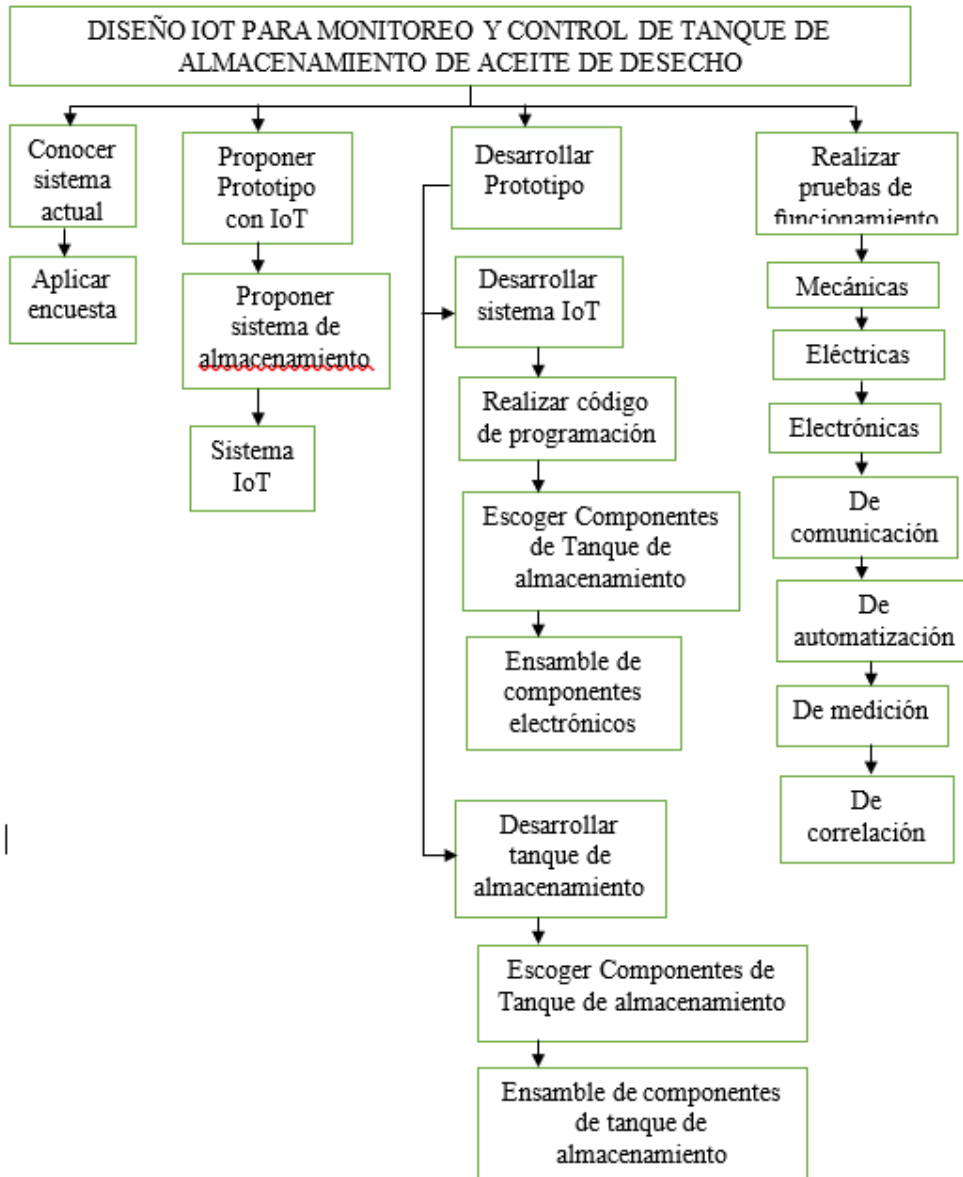 DISEÑO IOT PARA MONITOREO Y CONTROL DE TANQUE DE
ALMACENAMIENTO DE ACEITE DE DESECHO
Conocer
sistema
actual
Aplicar
encuesta
Proponer
Prototipo
con IoT
Proponer
sistema de
almacenamiento
Sistema
IoT
Desarrollar
Prototipo
Desarrollar
sistema IoT
Realizar código
de programación
Escoger Componentes
de Tanque de
almacenamiento
Ensamble de
componentes
electrónicos
Desarrollar
tanque de
almacenamiento
Escoger Componentes de
Tanque de almacenamiento
Ensamble de componentes
de tanque de
almacenamiento
Realizar
pruebas de
funcionamiento
Mecánicas
Eléctricas
Electrónicas
De
comunicación
De
automatización
De medición
De
correlación